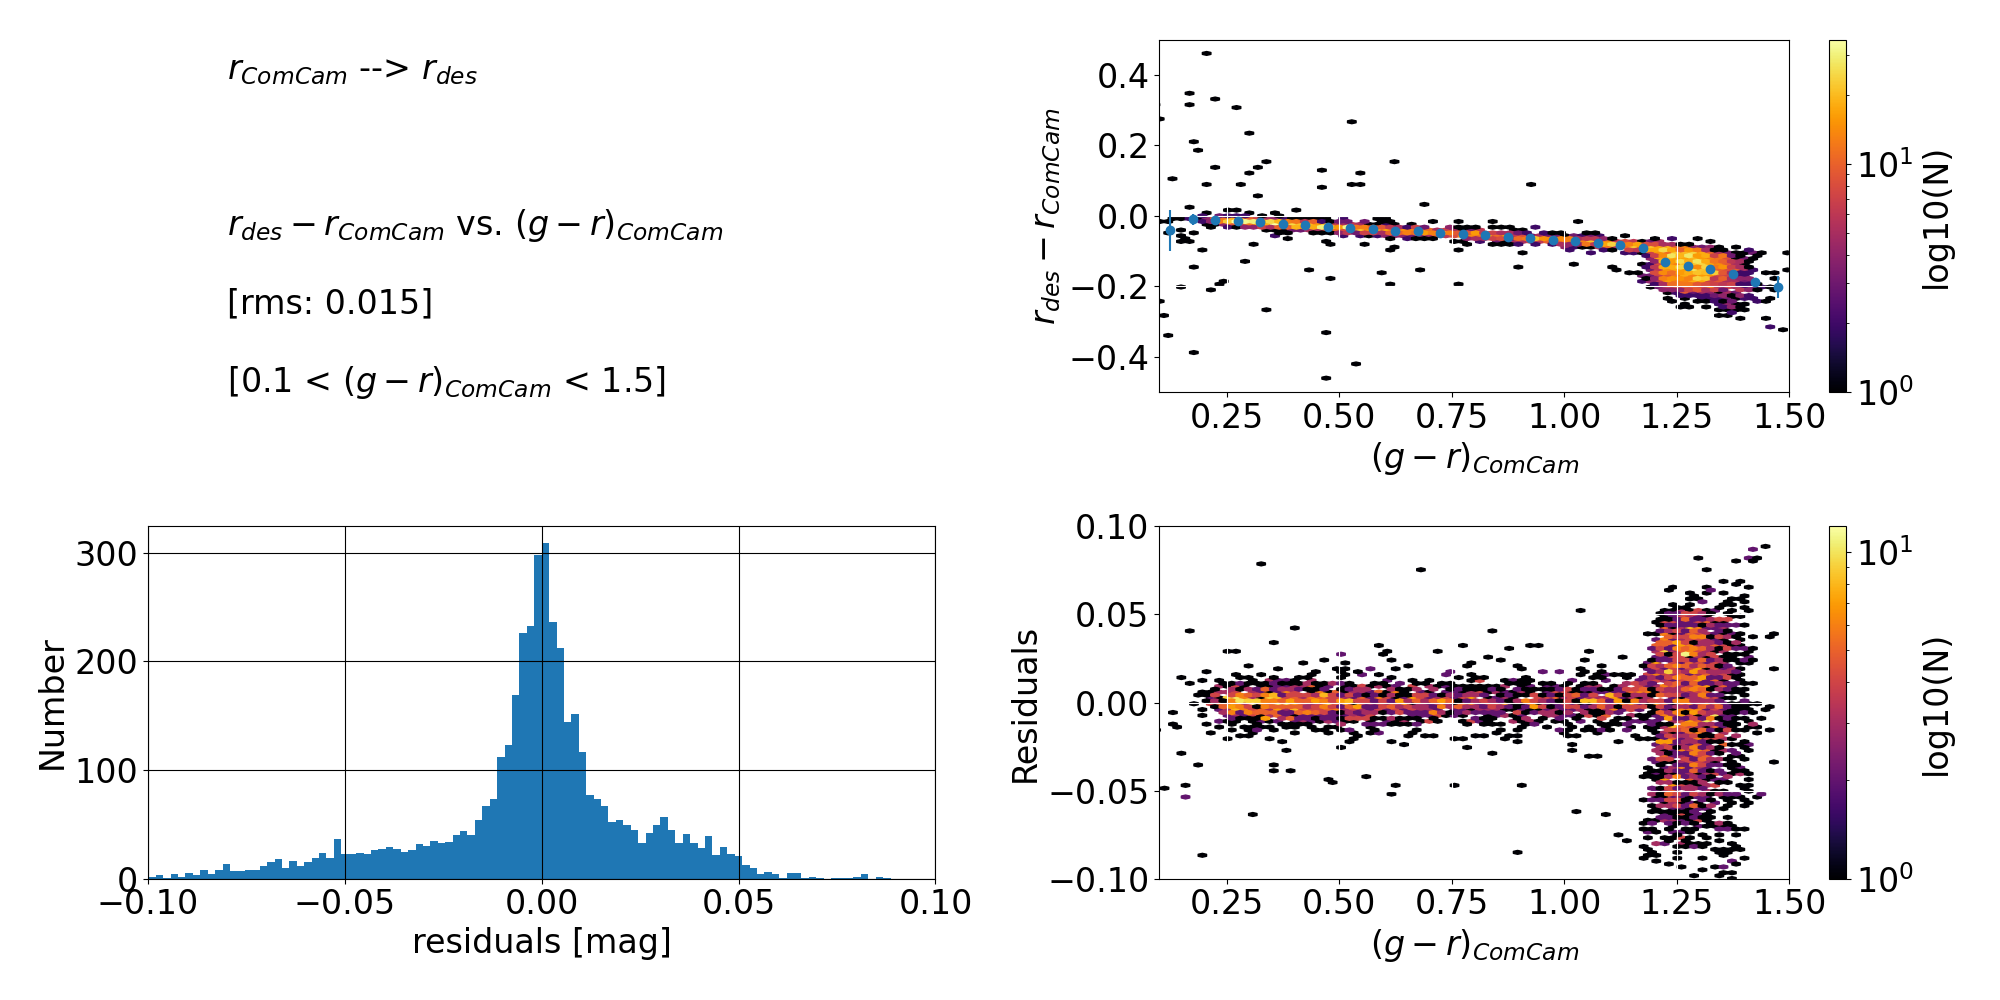 r_ComCam --> r_des
r_des − r_ComCam vs. (g − r)_ComCam
[rms: 0.015]
[0.1 < (g − r)_ComCam < 1.5]
r_des − r_ComCam
0.4
0.2
0.0
−0.2
−0.4
0.25 0.50 0.75 1.00 1.25 1.50
(g − r)_ComCam
10^1
10^0
log10(N)
Number
300
200
100
0
−0.10 −0.05 0.00 0.05 0.10
residuals [mag]
Residuals
0.10
0.05
0.00
−0.05
−0.10
0.25 0.50 0.75 1.00 1.25 1.50
(g − r)_ComCam
10^1
10^0
log10(N)